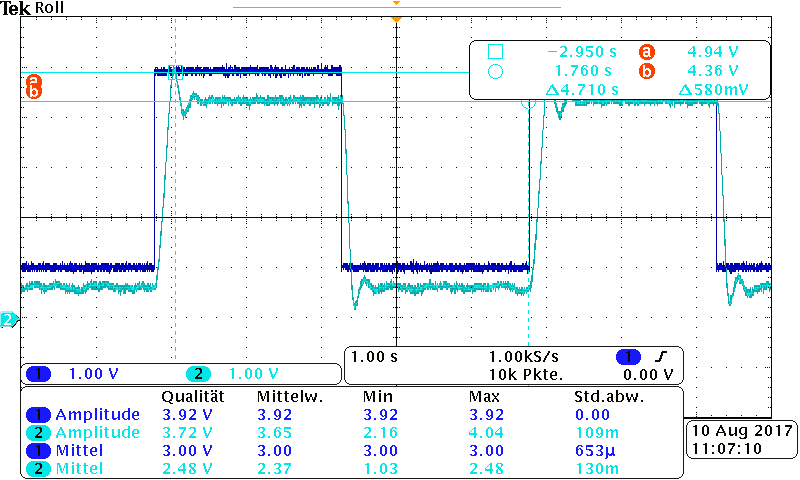 Tek Roll
−2.950 s a 4.94 V
1.760 s b 4.36 V
Δ4.710 s Δ580mV
a
b
2
1 1.00 V 2 1.00 V
1.00 s 1.00kS/s 1
10k Pkte. 0.00 V
Qualität Mittelw. Min Max Std.abw.
1 Amplitude 3.92 V 3.92 3.92 3.92 0.00
2 Amplitude 3.72 V 3.65 2.16 4.04 109m
1 Mittel 3.00 V 3.00 3.00 3.00 653µ
2 Mittel 2.48 V 2.37 1.03 2.48 130m
10 Aug 2017
11:07:10